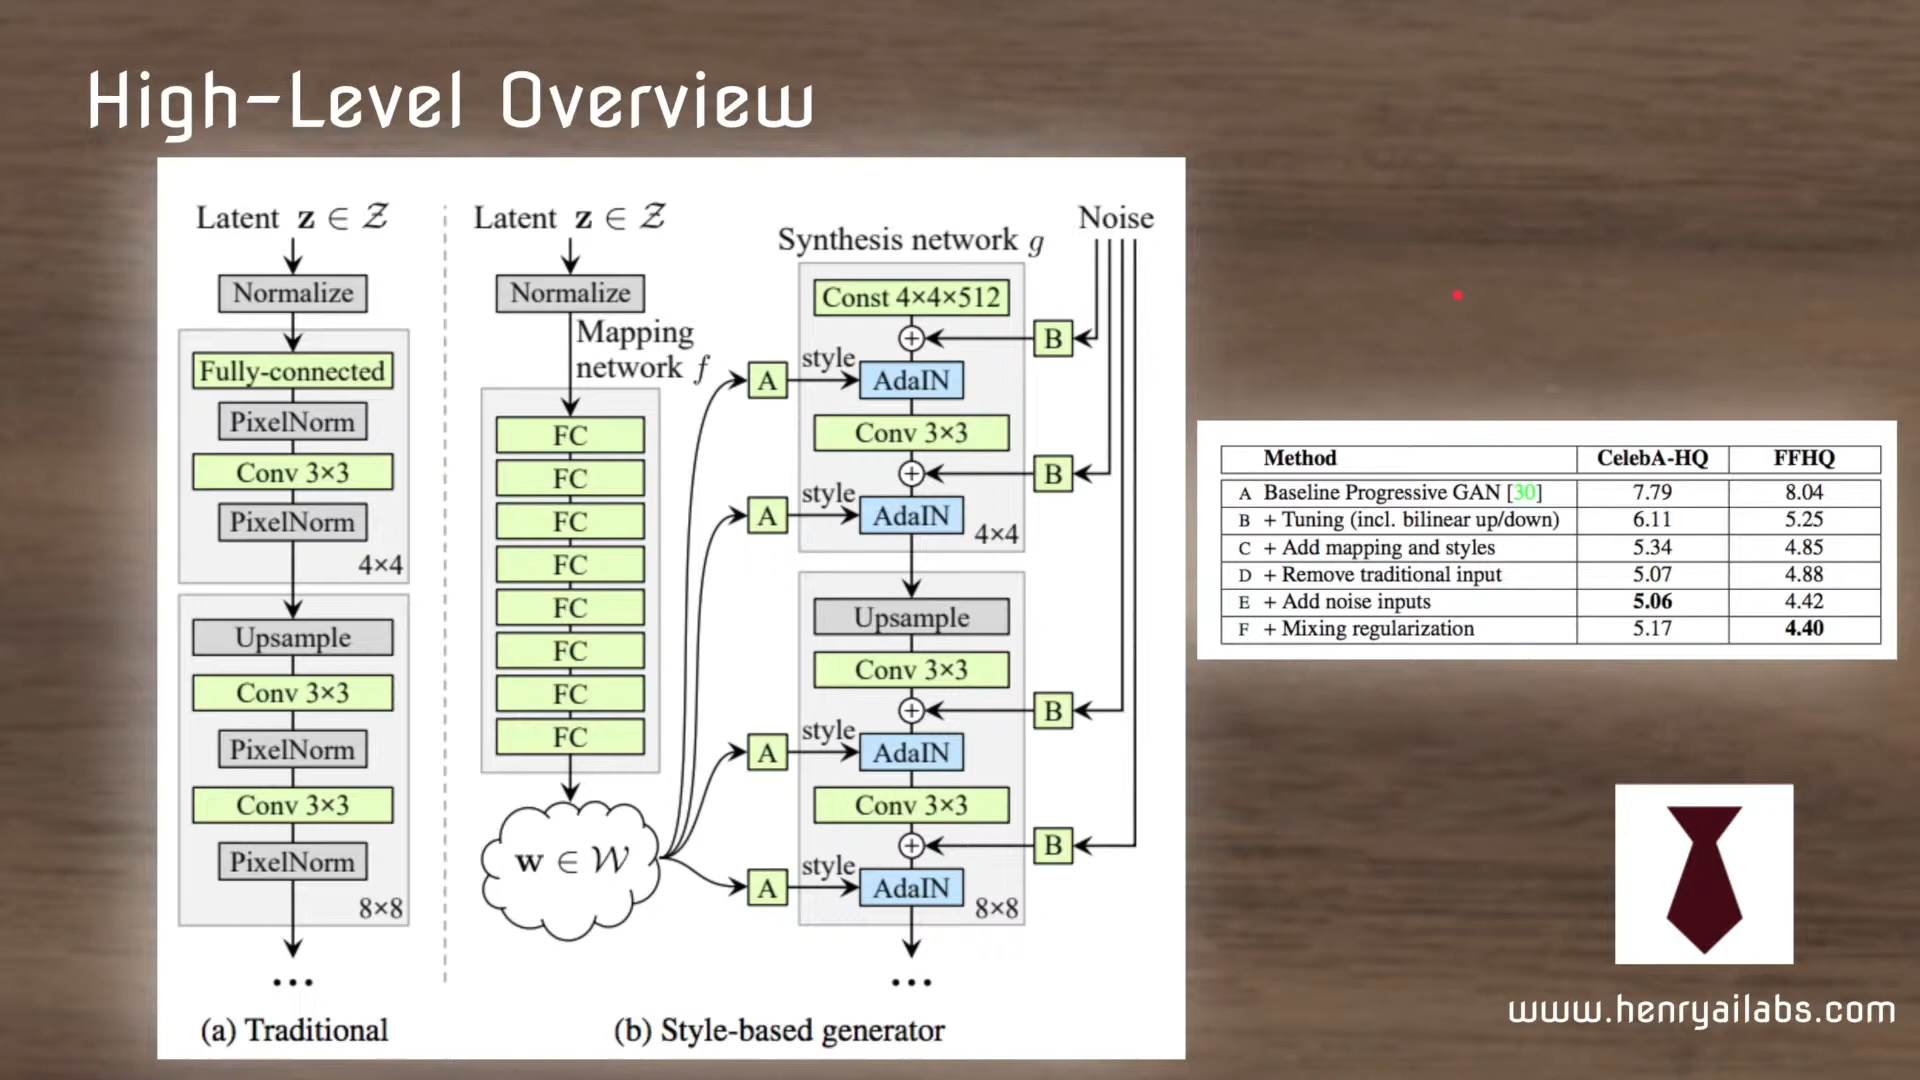 High-Level Overview
Latent z ∈ 𝒵
Normalize
Fully-connected
PixelNorm
Conv 3×3
PixelNorm
4×4
Upsample
Conv 3×3
PixelNorm
Conv 3×3
PixelNorm
8×8
...
(a) Traditional
Latent z ∈ 𝒵
Normalize
Mapping
network f
FC
FC
FC
FC
FC
FC
FC
FC
w ∈ 𝒲
A
style
A
style
A
style
A
style
Synthesis network g
Const 4×4×512
AdaIN
Conv 3×3
AdaIN
4×4
Upsample
Conv 3×3
AdaIN
Conv 3×3
AdaIN
8×8
...
Noise
B
B
B
B
(b) Style-based generator
Method CelebA-HQ FFHQ
A Baseline Progressive GAN [30] 7.79 8.04
B + Tuning (incl. bilinear up/down) 6.11 5.25
C + Add mapping and styles 5.34 4.85
D + Remove traditional input 5.07 4.88
E + Add noise inputs 5.06 4.42
F + Mixing regularization 5.17 4.40
www.henryailabs.com